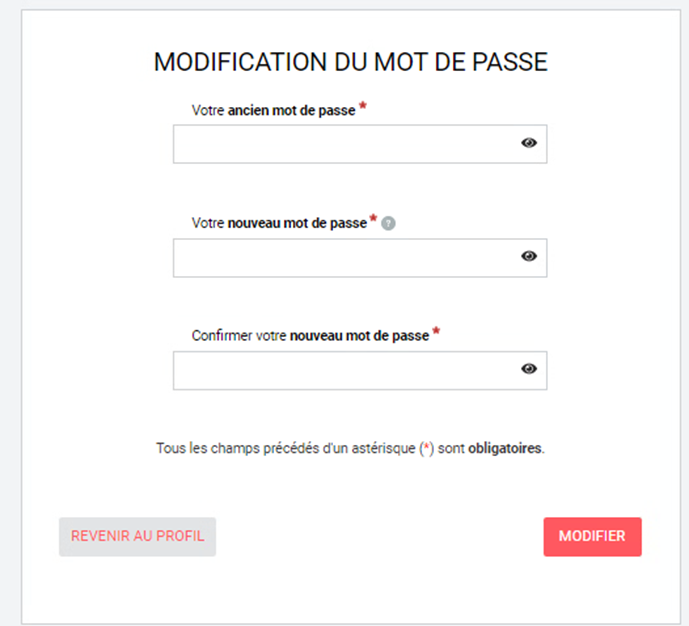 MODIFICATION DU MOT DE PASSE
Votre ancien mot de passe *
Votre nouveau mot de passe * ?
Confirmer votre nouveau mot de passe *
Tous les champs précédés d'un astérisque (*) sont obligatoires.
REVENIR AU PROFIL
MODIFIER